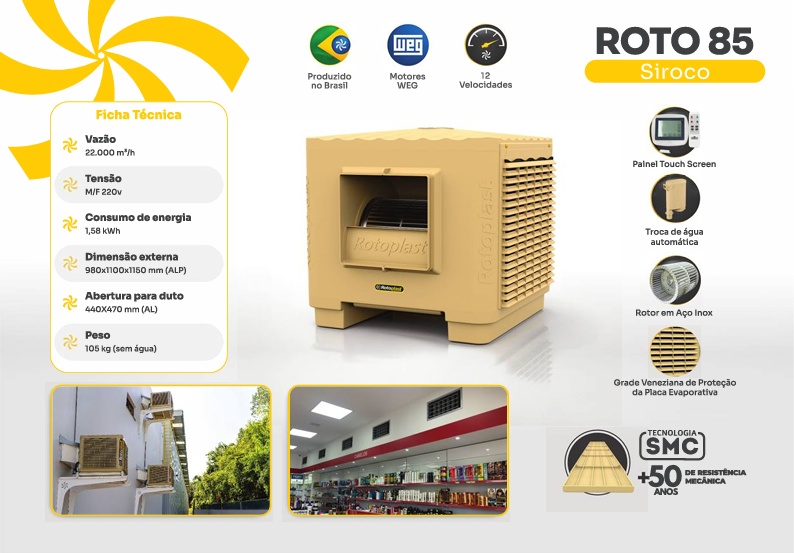 Produzido
no Brasil
WEG
Motores
WEG
12
Velocidades
ROTO 85
Siroco
Ficha Técnica
Vazão
22.000 m³/h
Tensão
M/F 220v
Consumo de energia
1,58 kWh
Dimensão externa
980x1100x1150 mm (ALP)
Abertura para duto
440X470 mm (AL)
Peso
105 kg (sem água)
Rotoplast
Rotoplast
Rotoplast
Painel Touch Screen
Troca de água
automática
Rotor em Aço Inox
Grade Veneziana de Proteção
da Placa Evaporativa
TECNOLOGIA
SMC
+50
ANOS
DE RESISTÊNCIA
MECÂNICA